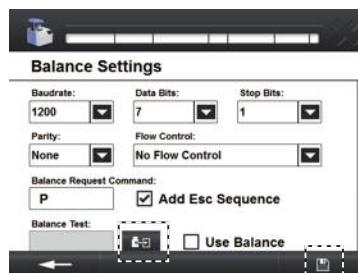 Balance Settings
Baudrate: Data Bits: Stop Bits:
1200 7 1
Parity: Flow Control:
None No Flow Control
Balance Request Command:
P Add Esc Sequence
Balance Test:
Use Balance